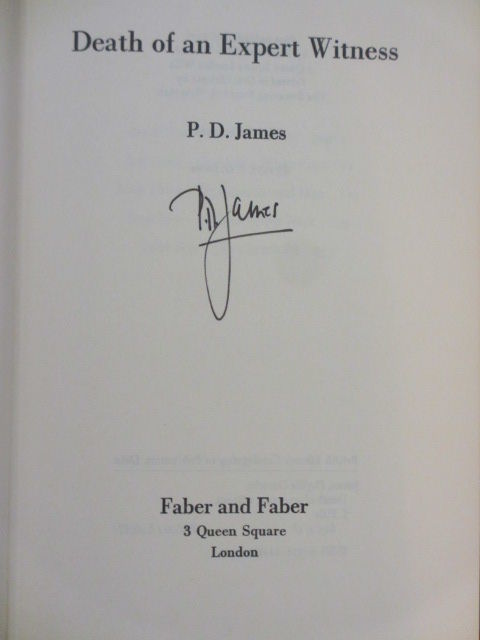 Death of an Expert Witness
P. D. James
P.D. James
Faber and Faber
3 Queen Square
London